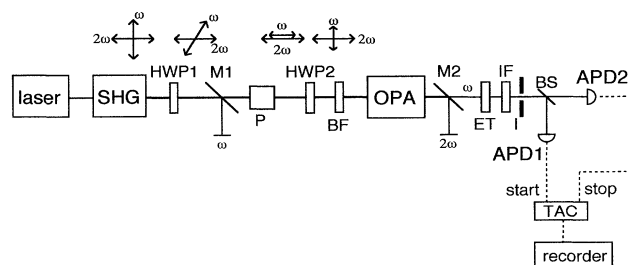 ω ω ω ω
2ω 2ω 2ω 2ω
HWP1 M1 HWP2 M2 IF BS APD2
laser SHG P OPA ω
ω BF 2ω ET I
APD1
start stop
TAC
recorder